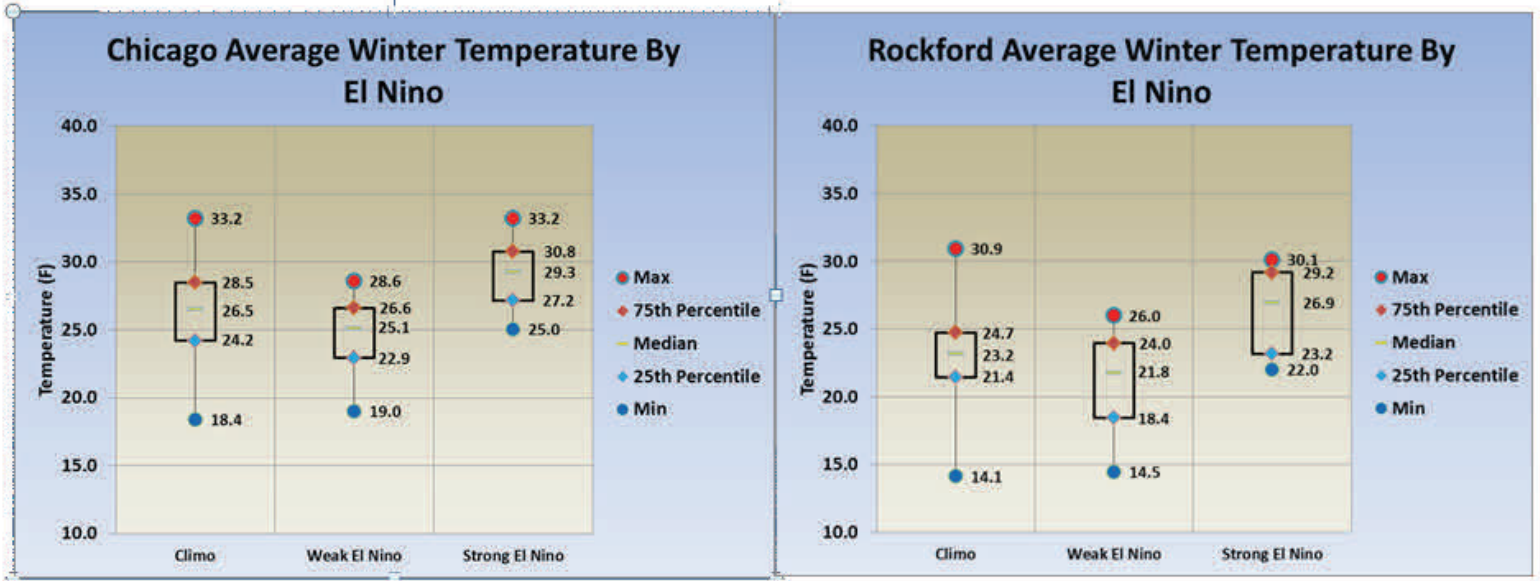 Chicago Average Winter Temperature By
El Nino
40.0
35.0
30.0
25.0
20.0
15.0
10.0
Temperature (F)
33.2
28.5
26.5
24.2
18.4
28.6
26.6
25.1
22.9
19.0
33.2
30.8
29.3
27.2
25.0
Climo
Weak El Nino
Strong El Nino
Max
75th Percentile
Median
25th Percentile
Min
Rockford Average Winter Temperature By
El Nino
40.0
35.0
30.0
25.0
20.0
15.0
10.0
Temperature (F)
30.9
24.7
23.2
21.4
14.1
26.0
24.0
21.8
18.4
14.5
30.1
29.2
26.9
23.2
22.0
Climo
Weak El Nino
Strong El Nino
Max
75th Percentile
Median
25th Percentile
Min